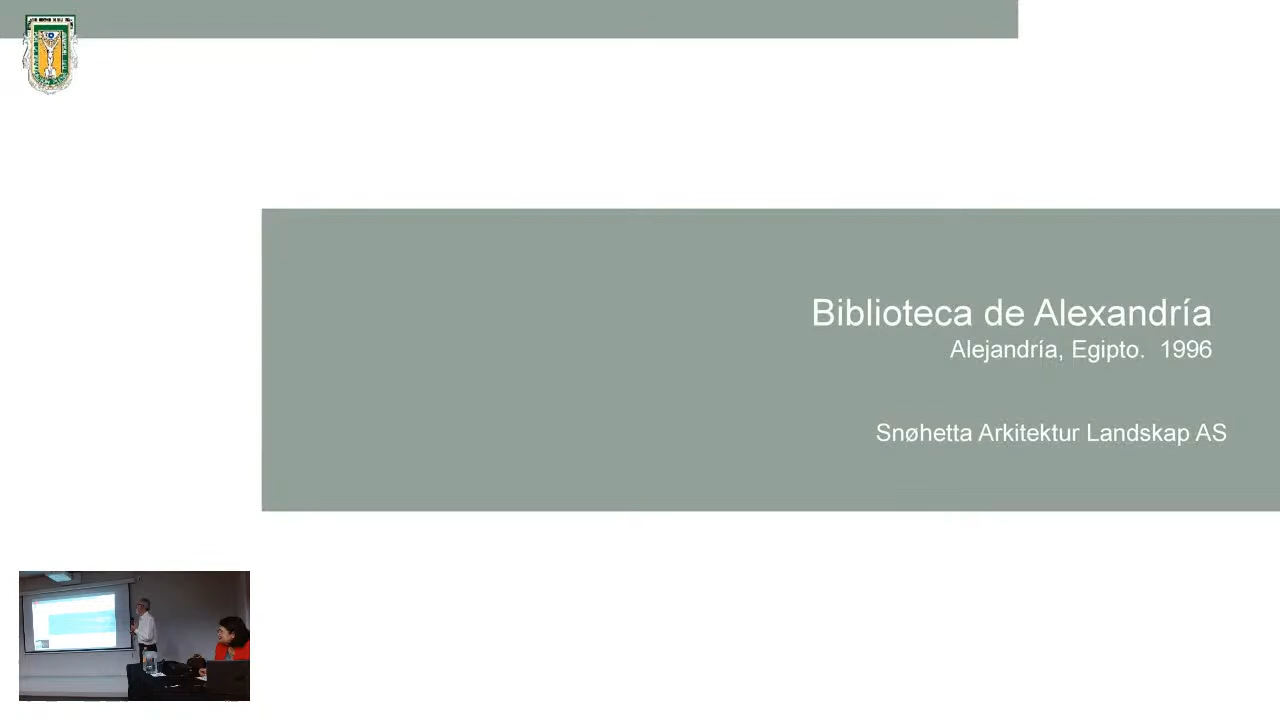 Biblioteca de Alexandría
Alejandría, Egipto.  1996
Snøhetta Arkitektur Landskap AS